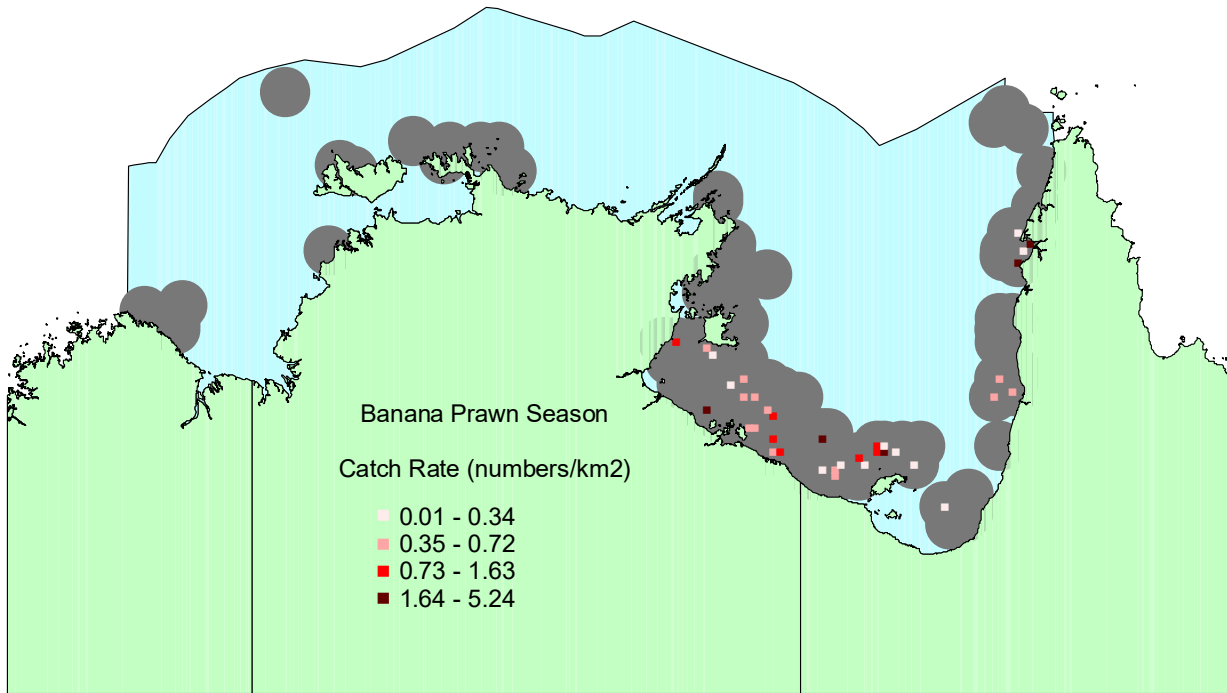 Banana Prawn Season
Catch Rate (numbers/km2)
0.01 - 0.34
0.35 - 0.72
0.73 - 1.63
1.64 - 5.24